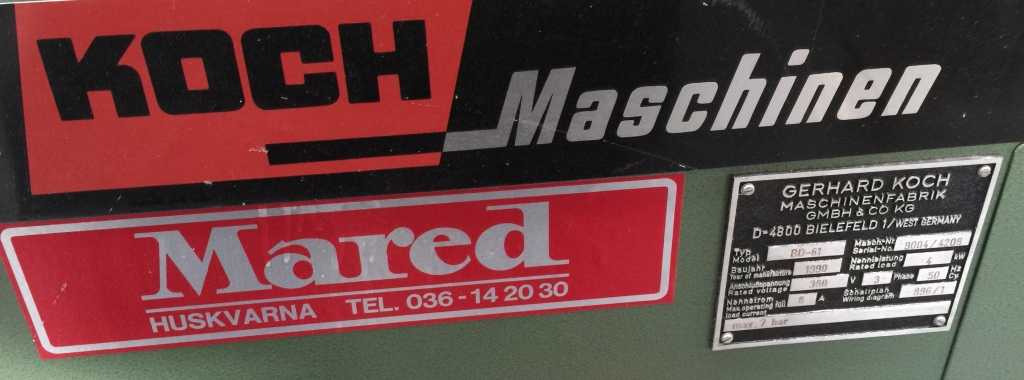 KOCH Maschinen
Mared
HUSKVARNA TEL. 036-14 20 30
GERHARD KOCH
MASCHINENFABRIK
GMBH & CO KG
D-4800 BIELEFELD 1/WEST GERMANY
Typ Model BD-61 Masch-Nr. Serial-No. 9004/4208
Baujahr Year of manufacture 1990 Nennleistung Rated load 4 kW
Anschlußspannung Rated voltage 380 V 3 Phase 50 Hz Cy.
Nennstrom Max. operating full load current 8 A Schaltplan Wiring diagram 896/1
max. 7 bar